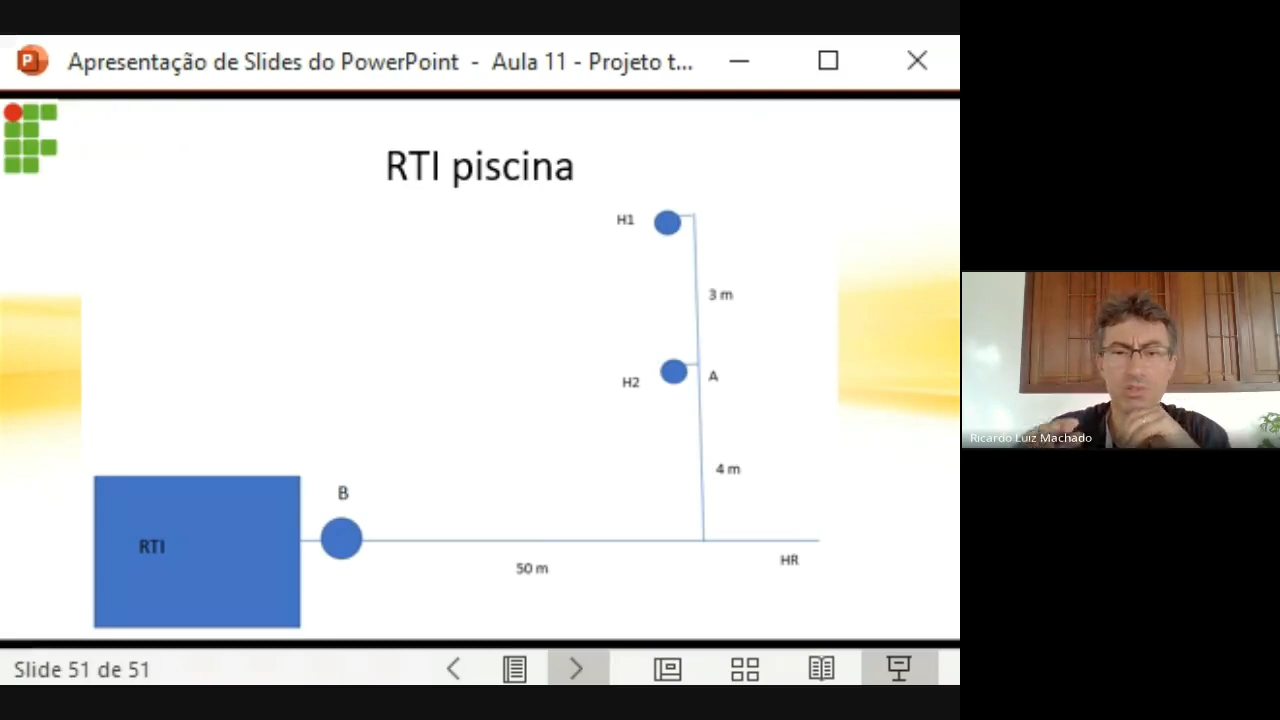 Apresentação de Slides do PowerPoint - Aula 11 - Projeto t...
RTI piscina
H1
3 m
H2
A
4 m
B
RTI
50 m
HR
Ricardo Luiz Machado
Slide 51 de 51